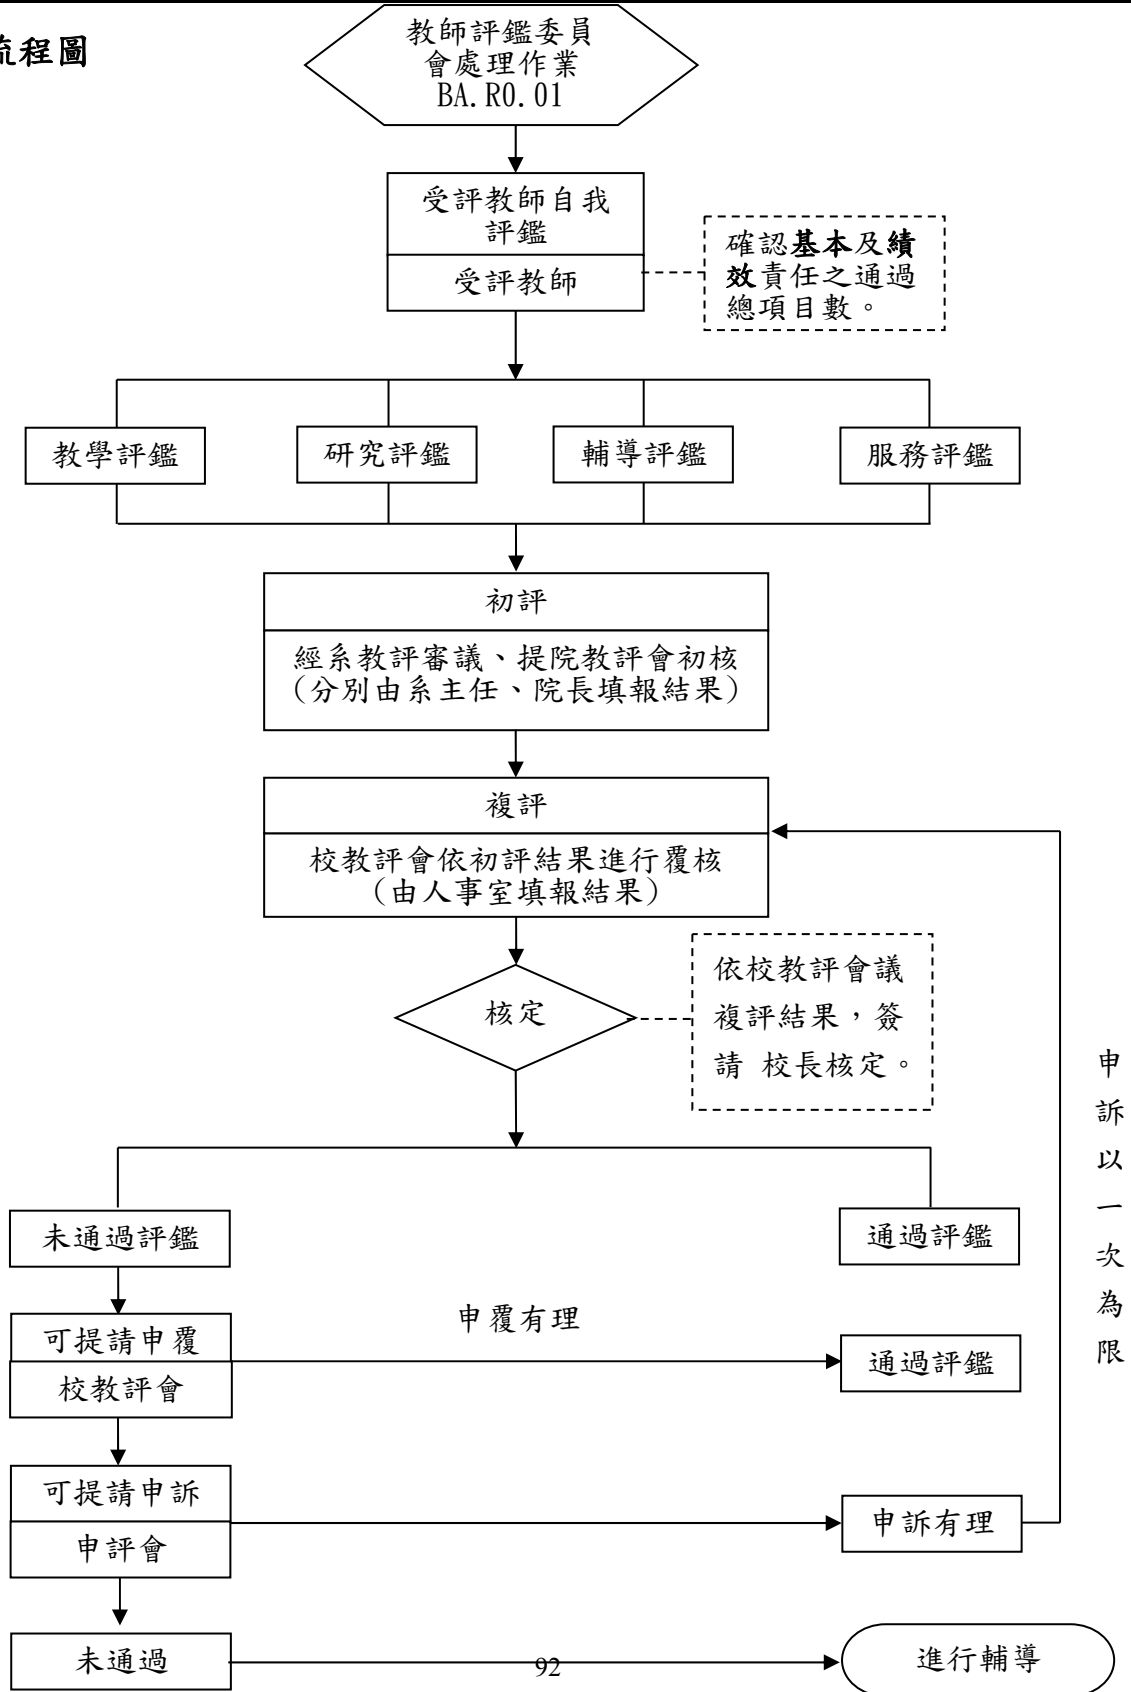 流程圖
教師評鑑委員
會處理作業
BA.R0.01
受評教師自我
評鑑
受評教師
確認基本及績
效責任之通過
總項目數。
教學評鑑
研究評鑑
輔導評鑑
服務評鑑
初評
經系教評審議、提院教評會初核
（分別由系主任、院長填報結果）
複評
校教評會依初評結果進行覆核
（由人事室填報結果）
核定
依校教評會議
複評結果，簽
請 校長核定。
申訴以一次為限
未通過評鑑
通過評鑑
可提請申覆
校教評會
申覆有理
通過評鑑
可提請申訴
申評會
申訴有理
未通過
進行輔導
92